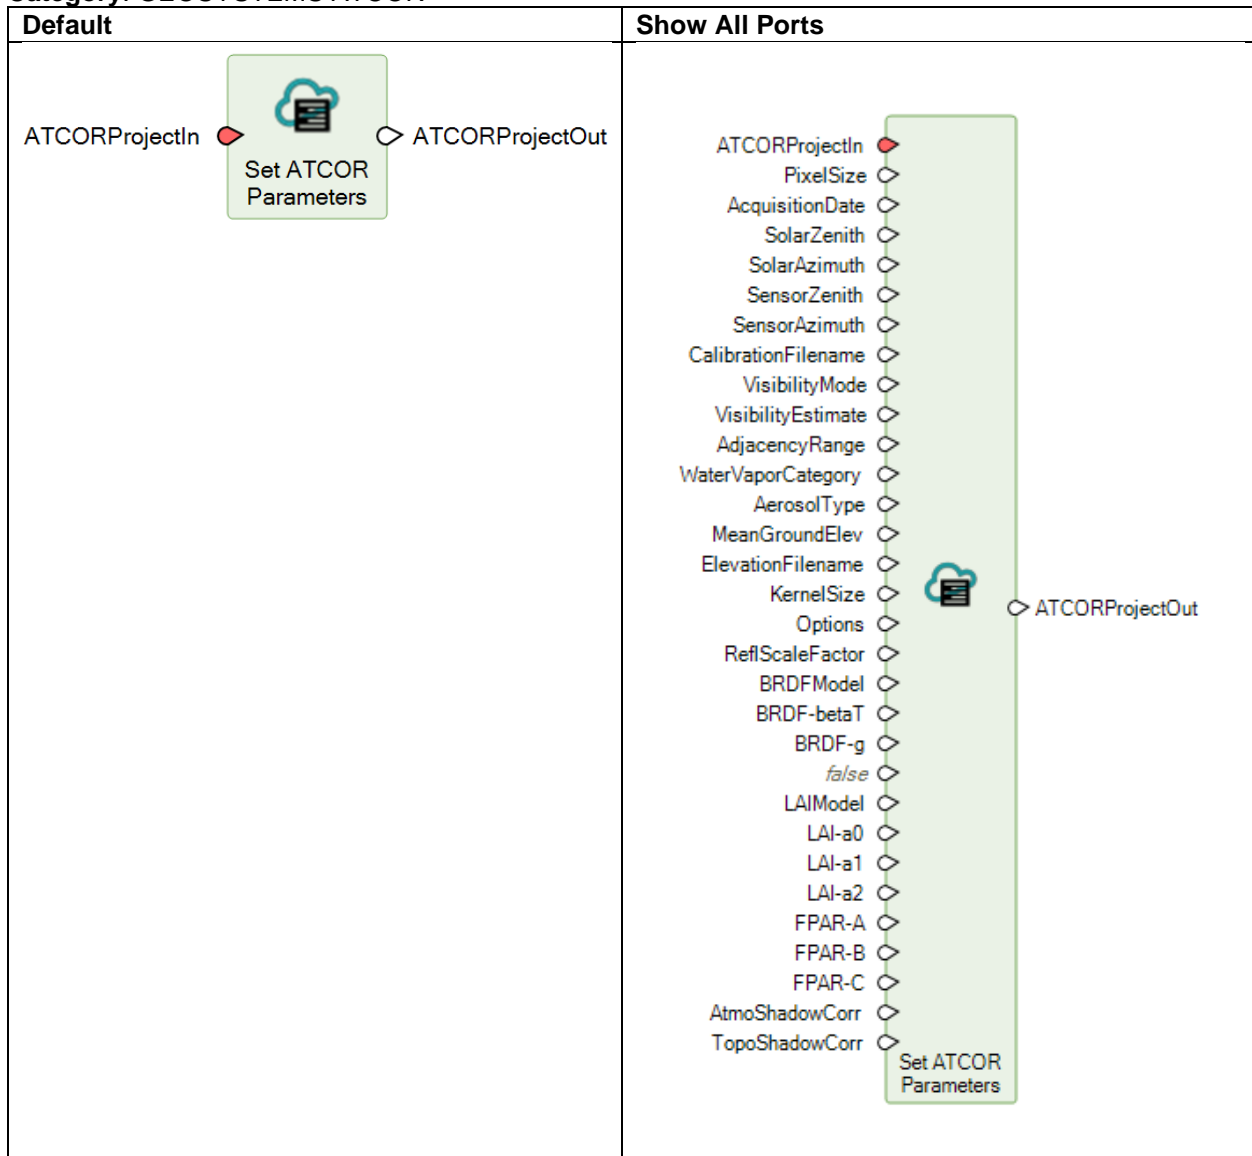 Default
Show All Ports
ATCORProjectIn
ATCORProjectOut
Set ATCOR
Parameters
ATCORProjectIn
PixelSize
AcquisitionDate
SolarZenith
SolarAzimuth
SensorZenith
SensorAzimuth
CalibrationFilename
VisibilityMode
VisibilityEstimate
AdjacencyRange
WaterVaporCategory
AerosolType
MeanGroundElev
ElevationFilename
KernelSize
Options
ReflScaleFactor
BRDFModel
BRDF-betaT
BRDF-g
false
LAIModel
LAI-a0
LAI-a1
LAI-a2
FPAR-A
FPAR-B
FPAR-C
AtmoShadowCorr
TopoShadowCorr
ATCORProjectOut
Set ATCOR
Parameters